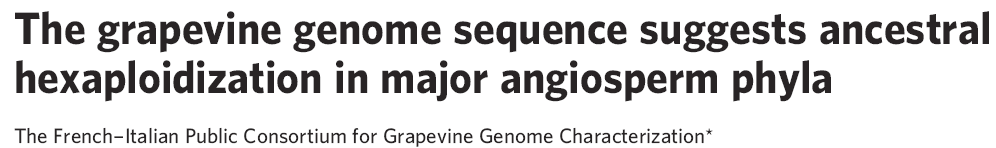 The grapevine genome sequence suggests ancestral
hexaploidization in major angiosperm phyla
The French–Italian Public Consortium for Grapevine Genome Characterization*